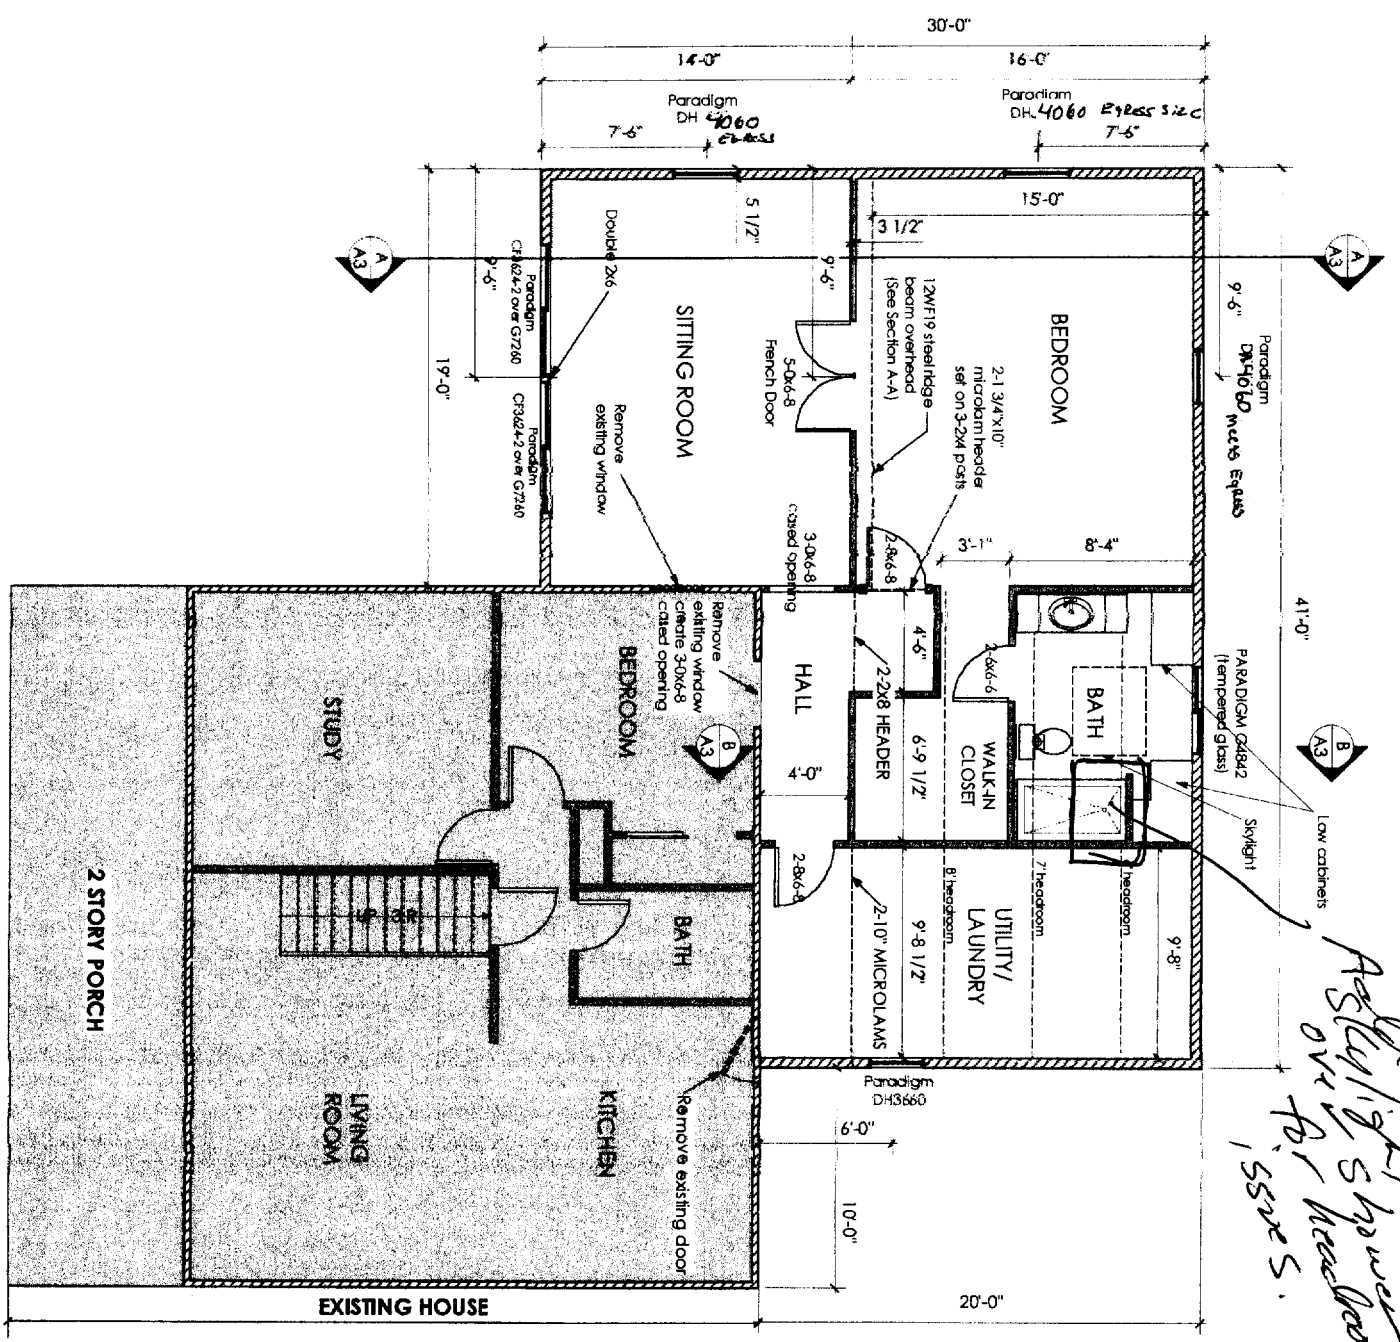 30'-0"
14'-0"
16'-0"
Paradigm
DH 4060
Egress
Paradigm
DH 4060 Egress Size
7'-6"
7'-6"
15'-0"
5 1/2"
3 1/2"
A
A3
A
A3
9'-6"
9'-6"
9'-6"
Double 2x6
Paradigm
CF3624-2 over G7260
Paradigm
CF3624-2 over G7260
19'-0"
SITTING ROOM
5-0x6-8
French Door
12WF19 steel ridge
beam overhead
(See Section A-A)
2-1 3/4"x10"
microlam header
set on 3-2x4 posts
BEDROOM
Paradigm
DH4060 meets Egress
41'-0"
Remove
existing window
3-0x6-8
cased opening
2-8x6-8
3'-1"
8'-4"
Remove
existing window
create 3-0x6-8
cased opening
HALL
4'-6"
2-2x8 HEADER
2-6x6-6
BATH
PARADIGM G4842
(tempered glass)
Low cabinets
Skylight
B
A3
B
A3
BEDROOM
STUDY
4'-0"
6'-9 1/2"
WALK-IN
CLOSET
2-8x6-8
8' headroom
7' headroom
headroom
UTILITY/
LAUNDRY
9'-8 1/2"
2-10" MICROLAMS
9'-8"
BATH
2 STORY PORCH
LIVING
ROOM
KITCHEN
Remove existing door
Paradigm
DH3660
6'-0"
10'-0"
20'-0"
EXISTING HOUSE
Skylight
over shower
for
issues.